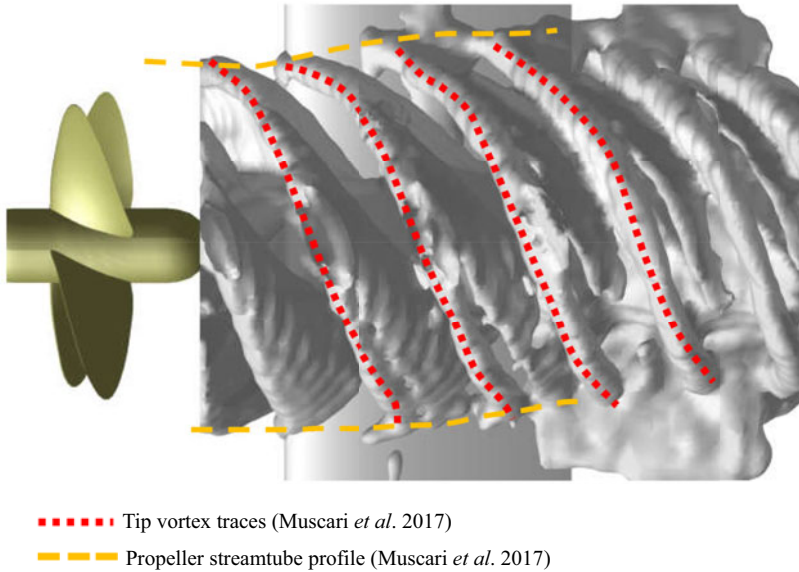 Tip vortex traces (Muscari et al. 2017)
Propeller streamtube profile (Muscari et al. 2017)